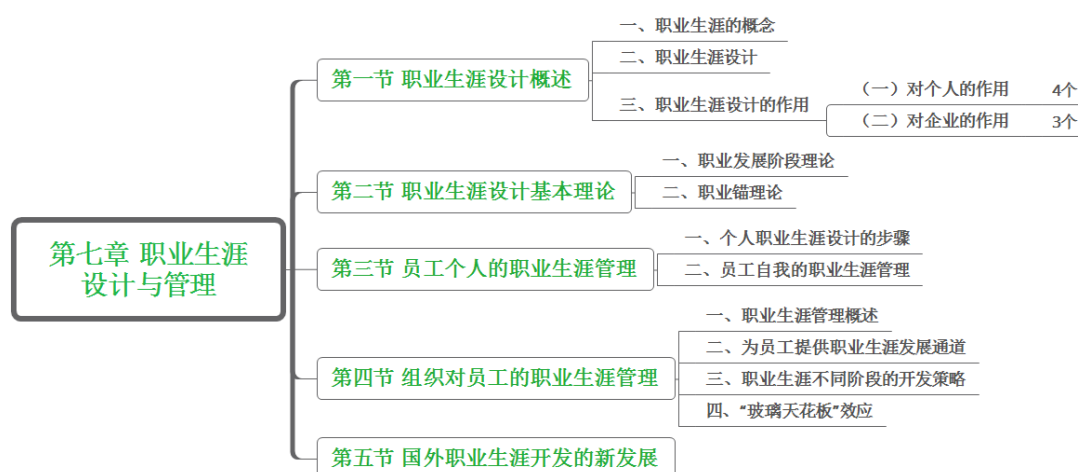 第七章 职业生涯
设计与管理
第一节 职业生涯设计概述
一、职业生涯的概念
二、职业生涯设计
三、职业生涯设计的作用
（一）对个人的作用 4个
（二）对企业的作用 3个
第二节 职业生涯设计基本理论
一、职业发展阶段理论
二、职业锚理论
第三节 员工个人的职业生涯管理
一、个人职业生涯设计的步骤
二、员工自我的职业生涯管理
第四节 组织对员工的职业生涯管理
一、职业生涯管理概述
二、为员工提供职业生涯发展通道
三、职业生涯不同阶段的开发策略
四、“玻璃天花板”效应
第五节 国外职业生涯开发的新发展